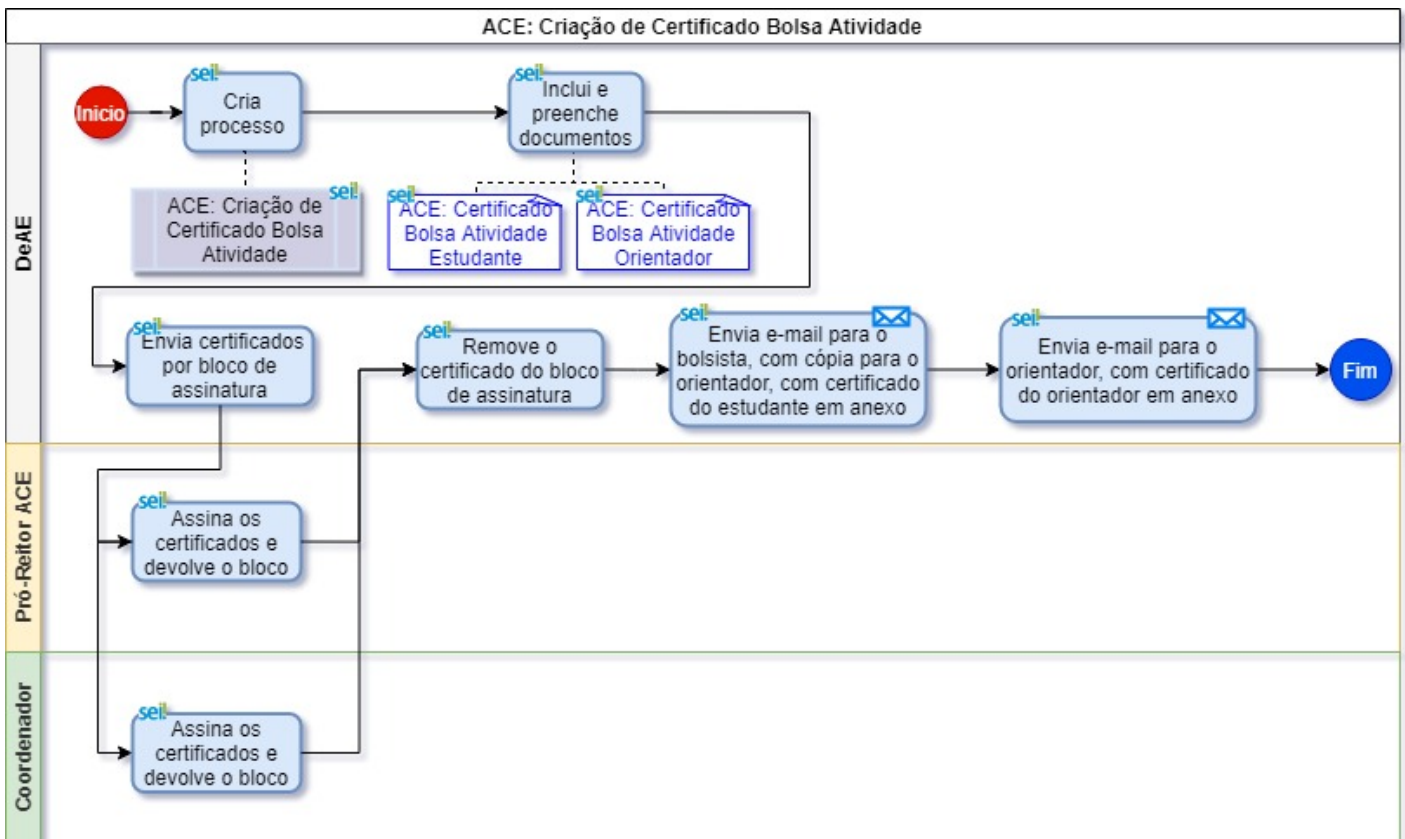 ACE: Criação de Certificado Bolsa Atividade
DeAE
Inicio
sei!
Cria
processo
sei!
Inclui e
preenche
documentos
sei!
ACE: Criação de
Certificado Bolsa
Atividade
sei!
ACE: Certificado
Bolsa Atividade
Estudante
sei!
ACE: Certificado
Bolsa Atividade
Orientador
sei!
Envia certificados
por bloco de
assinatura
sei!
Remove o
certificado do bloco
de assinatura
sei!
Envia e-mail para o
bolsista, com cópia para o
orientador, com certificado
do estudante em anexo
sei!
Envia e-mail para o
orientador, com certificado
do orientador em anexo
Fim
Pró-Reitor ACE
sei!
Assina os
certificados e
devolve o bloco
Coordenador
sei!
Assina os
certificados e
devolve o bloco